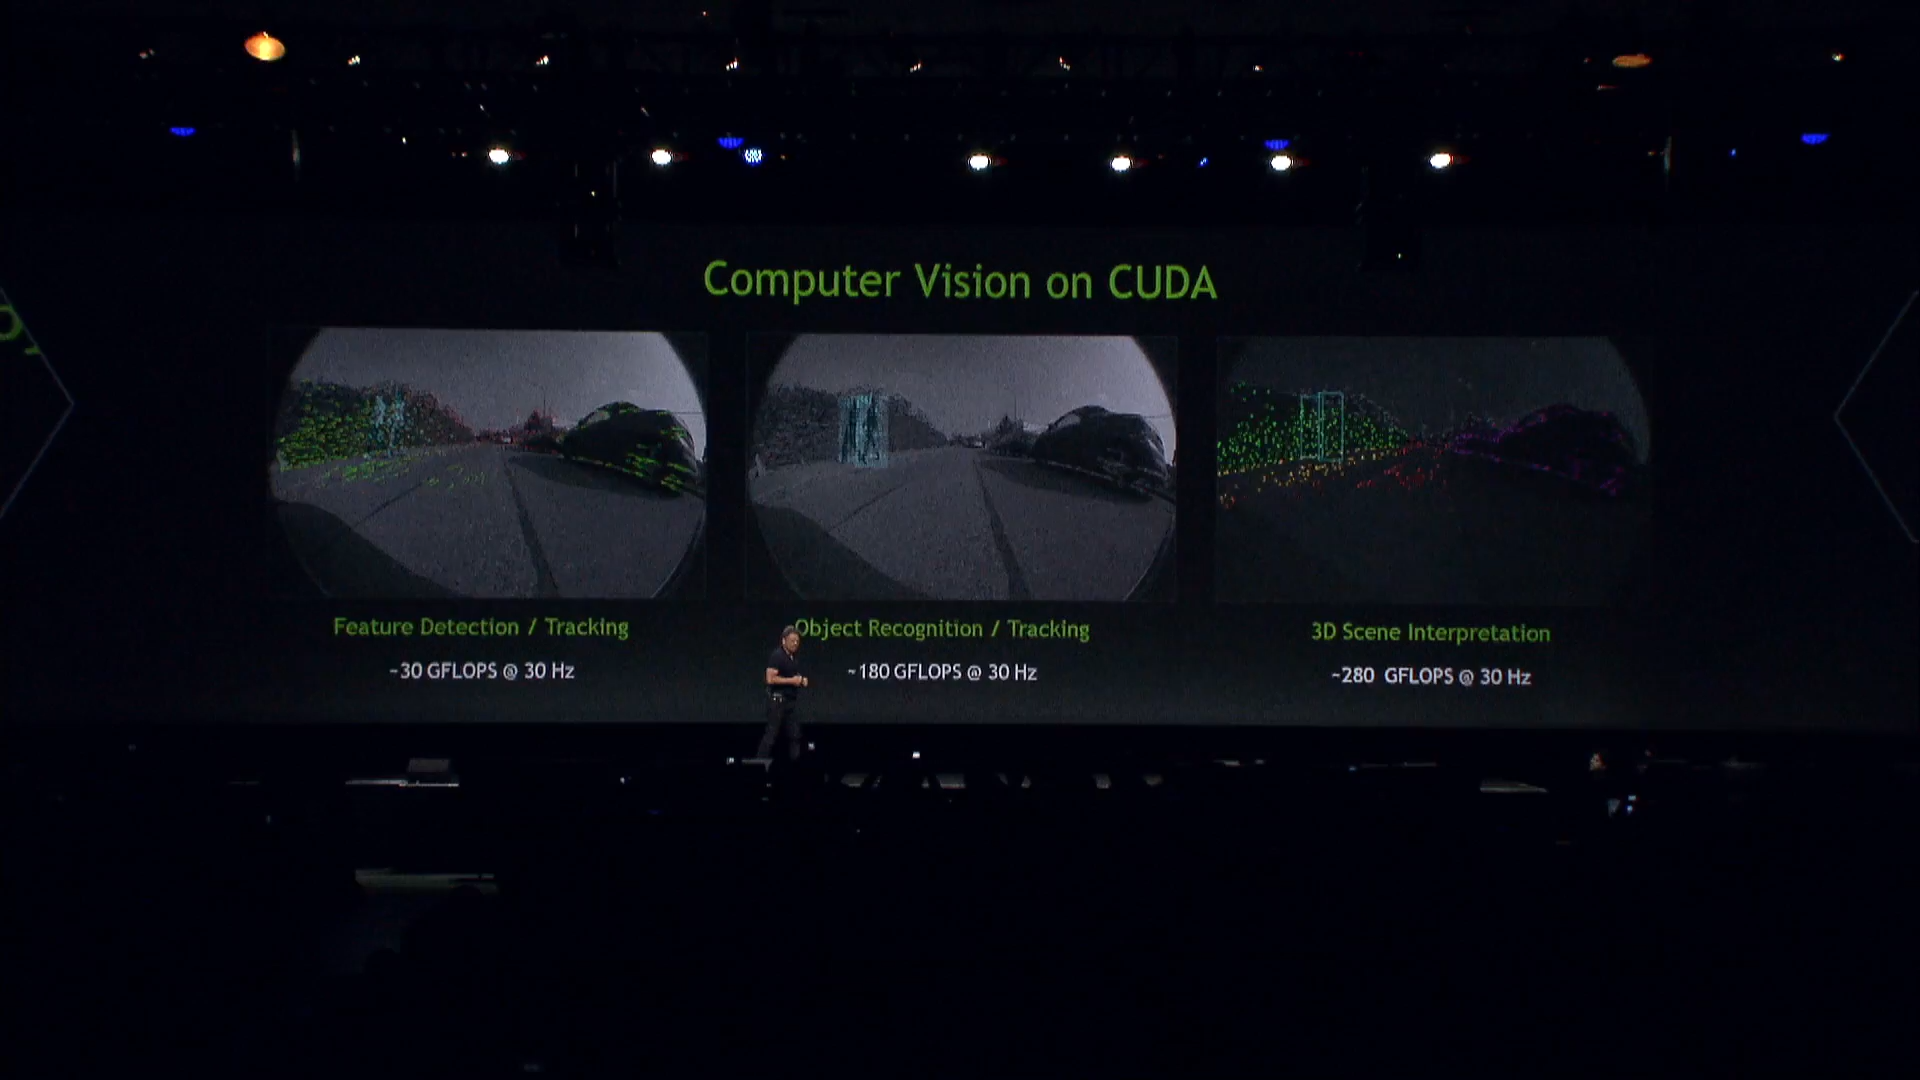 Computer Vision on CUDA
Feature Detection / Tracking
~30 GFLOPS @ 30 Hz
Object Recognition / Tracking
~180 GFLOPS @ 30 Hz
3D Scene Interpretation
~280 GFLOPS @ 30 Hz